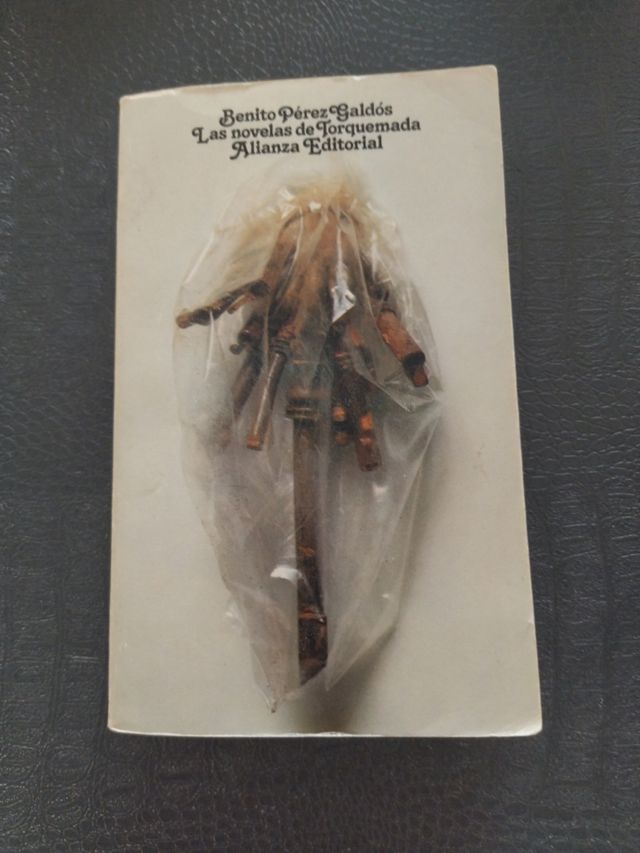 Benito Pérez Galdós
Las novelas de Torquemada
Alianza Editorial